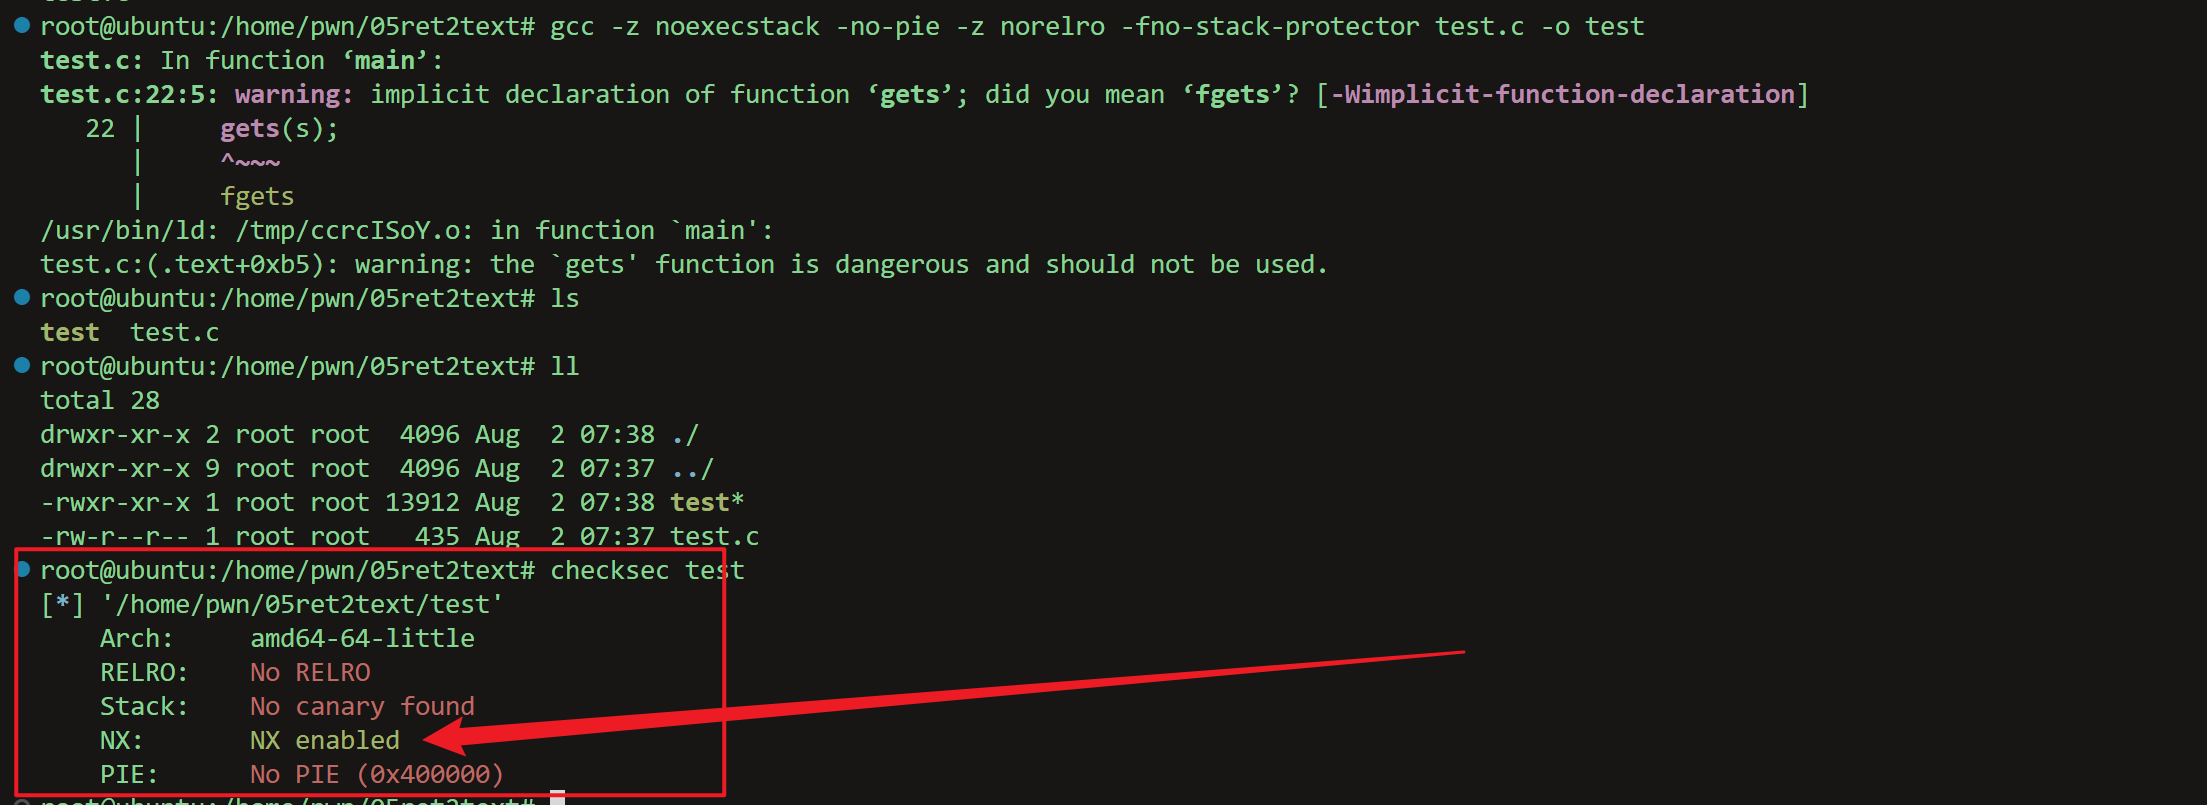 root@ubuntu:/home/pwn/05ret2text# gcc -z noexecstack -no-pie -z norelro -fno-stack-protector test.c -o test
test.c: In function ‘main’:
test.c:22:5: warning: implicit declaration of function ‘gets’; did you mean ‘fgets’? [-Wimplicit-function-declaration]
   22 |     gets(s);
      |     ^~~~
      |     fgets
/usr/bin/ld: /tmp/ccrcISoY.o: in function `main':
test.c:(.text+0xb5): warning: the `gets' function is dangerous and should not be used.
root@ubuntu:/home/pwn/05ret2text# ls
test  test.c
root@ubuntu:/home/pwn/05ret2text# ll
total 28
drwxr-xr-x 2 root root  4096 Aug  2 07:38 ./
drwxr-xr-x 9 root root  4096 Aug  2 07:37 ../
-rwxr-xr-x 1 root root 13912 Aug  2 07:38 test*
-rw-r--r-- 1 root root   435 Aug  2 07:37 test.c
root@ubuntu:/home/pwn/05ret2text# checksec test
[*] '/home/pwn/05ret2text/test'
    Arch:     amd64-64-little
    RELRO:    No RELRO
    Stack:    No canary found
    NX:       NX enabled
    PIE:      No PIE (0x400000)
root@ubuntu:/home/pwn/05ret2text#